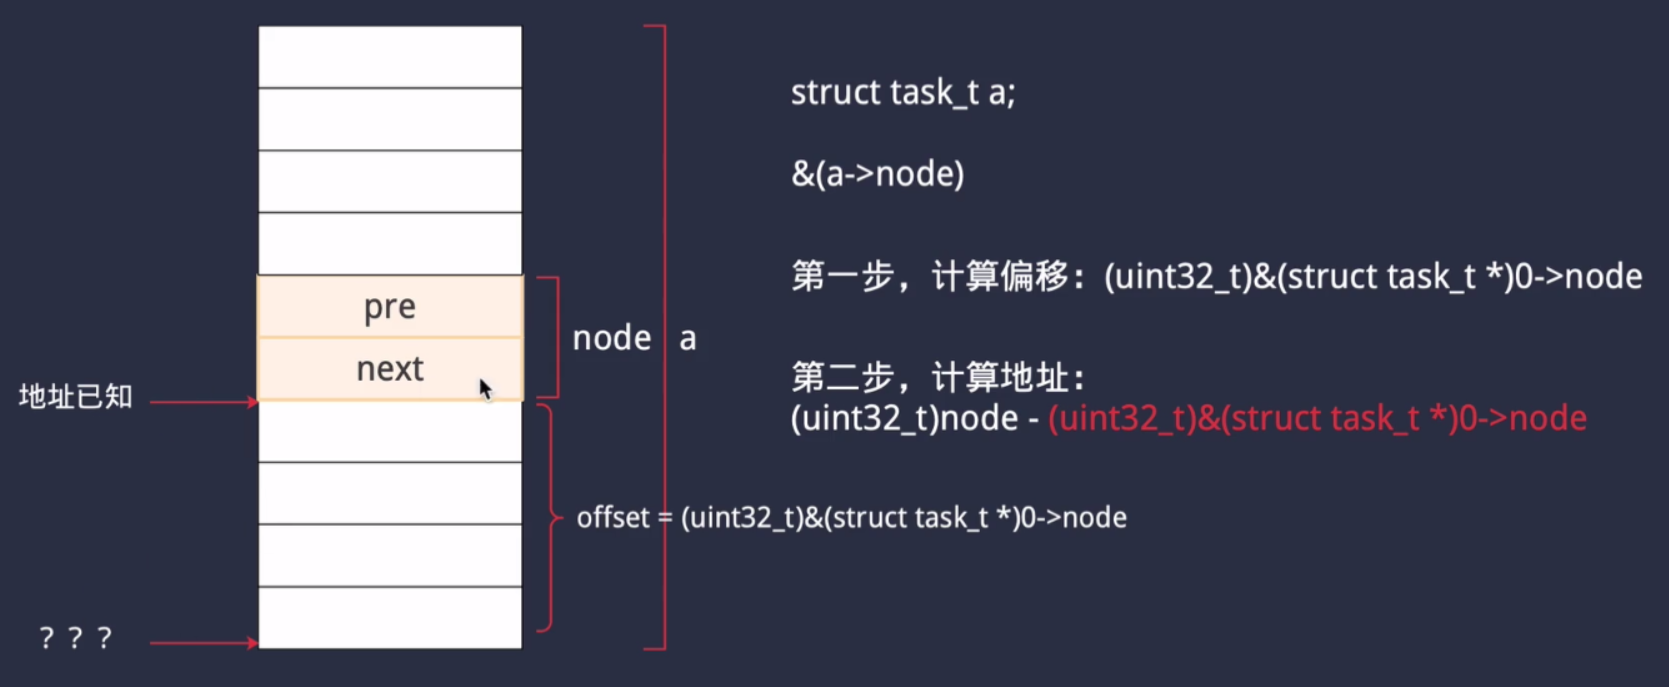 struct task_t a;
&(a->node)
第一步，计算偏移：(uint32_t)&(struct task_t *)0->node
pre
node
a
next
地址已知
第二步，计算地址：
(uint32_t)node - (uint32_t)&(struct task_t *)0->node
offset = (uint32_t)&(struct task_t *)0->node
？？？